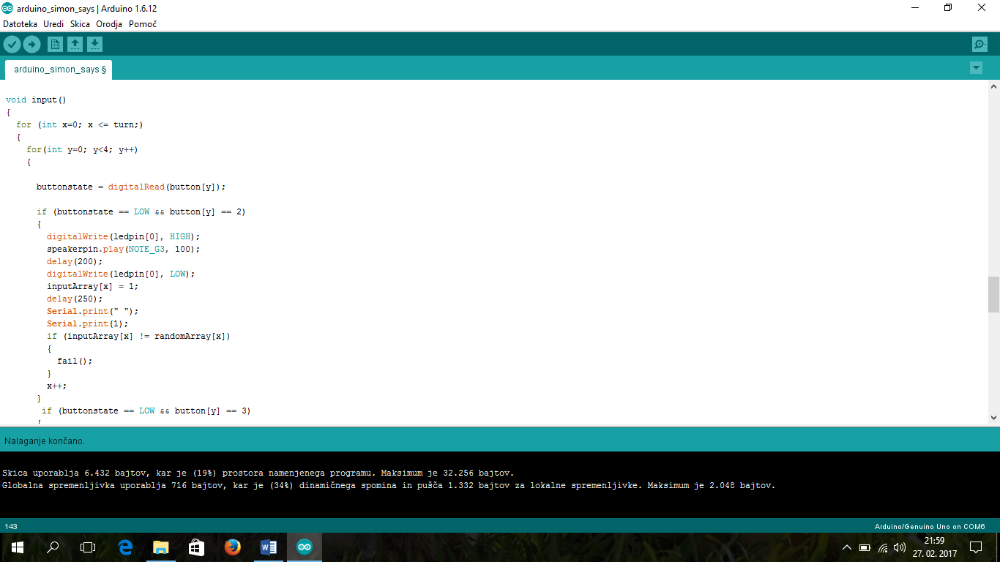 arduino_simon_says | Arduino 1.6.12
Datoteka Uredi Skica Orodja Pomoč
arduino_simon_says §
void input()
{
for (int x=0; x <= turn;)
{
for(int y=0; y<4; y++)
{
buttonstate = digitalRead(button[y]);
if (buttonstate == LOW && button[y] == 2)
{
digitalWrite(ledpin[0], HIGH);
speakerpin.play(NOTE_G3, 100);
delay(200);
digitalWrite(ledpin[0], LOW);
inputArray[x] = 1;
delay(250);
Serial.print(" ");
Serial.print(1);
if (inputArray[x] != randomArray[x])
{
fail();
}
x++;
}
if (buttonstate == LOW && button[y] == 3)
{
Nalaganje končano.
Skica uporablja 6.432 bajtov, kar je (19%) prostora namenjenega programu. Maksimum je 32.256 bajtov.
Globalna spremenljivka uporablja 716 bajtov, kar je (34%) dinamičnega spomina in pušča 1.332 bajtov za lokalne spremenljivke. Maksimum je 2.048 bajtov.
143
Arduino/Genuino Uno on COM6
21:59
27. 02. 2017